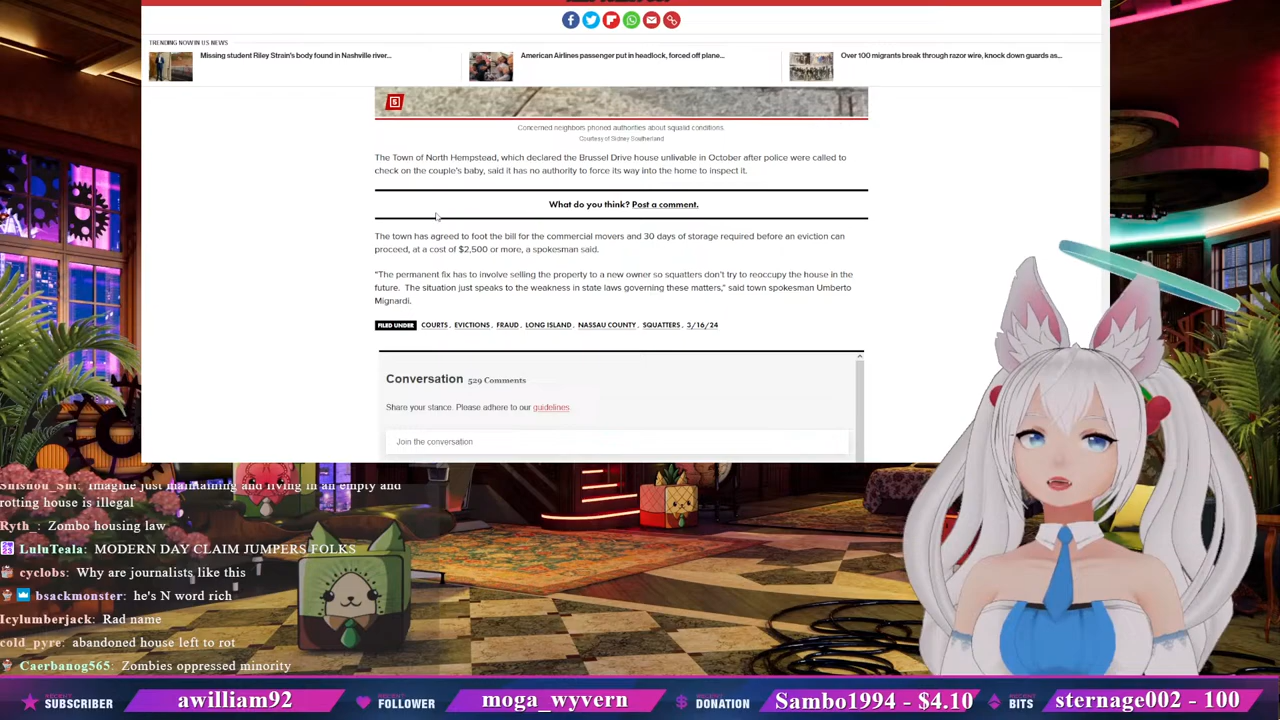 TRENDING NOW IN US NEWS
Missing student Riley Strain's body found in Nashville river...
American Airlines passenger put in headlock, forced off plane...
Over 100 migrants break through razor wire, knock down guards as...
Concerned neighbors phoned authorities about squalid conditions.
Courtesy of Sidney Southerland
The Town of North Hempstead, which declared the Brussel Drive house unlivable in October after police were called to
check on the couple's baby, said it has no authority to force its way into the home to inspect it.
What do you think? Post a comment.
The town has agreed to foot the bill for the commercial movers and 30 days of storage required before an eviction can
proceed, at a cost of $2,500 or more, a spokesman said.
"The permanent fix has to involve selling the property to a new owner so squatters don't try to reoccupy the house in the
future. The situation just speaks to the weakness in state laws governing these matters," said town spokesman Umberto
Mignardi.
FILED UNDER COURTS, EVICTIONS, FRAUD, LONG ISLAND, NASSAU COUNTY, SQUATTERS, 3/16/24
Conversation 529 Comments
Share your stance. Please adhere to our guidelines.
Join the conversation
Shishou_Shi: Imagine just maintaining and living in an empty and
rotting house is illegal
Ryth_: Zombo housing law
LuluTeala: MODERN DAY CLAIM JUMPERS FOLKS
cyclobs: Why are journalists like this
bsackmonster: he's N word rich
Icylumberjack: Rad name
cold_pyre: abandoned house left to rot
Caerbanog565: Zombies oppressed minority
RECENT SUBSCRIBER awilliam92 RECENT FOLLOWER moga_wyvern RECENT DONATION Sambo1994 - $4.10 RECENT BITS sternage002 - 100